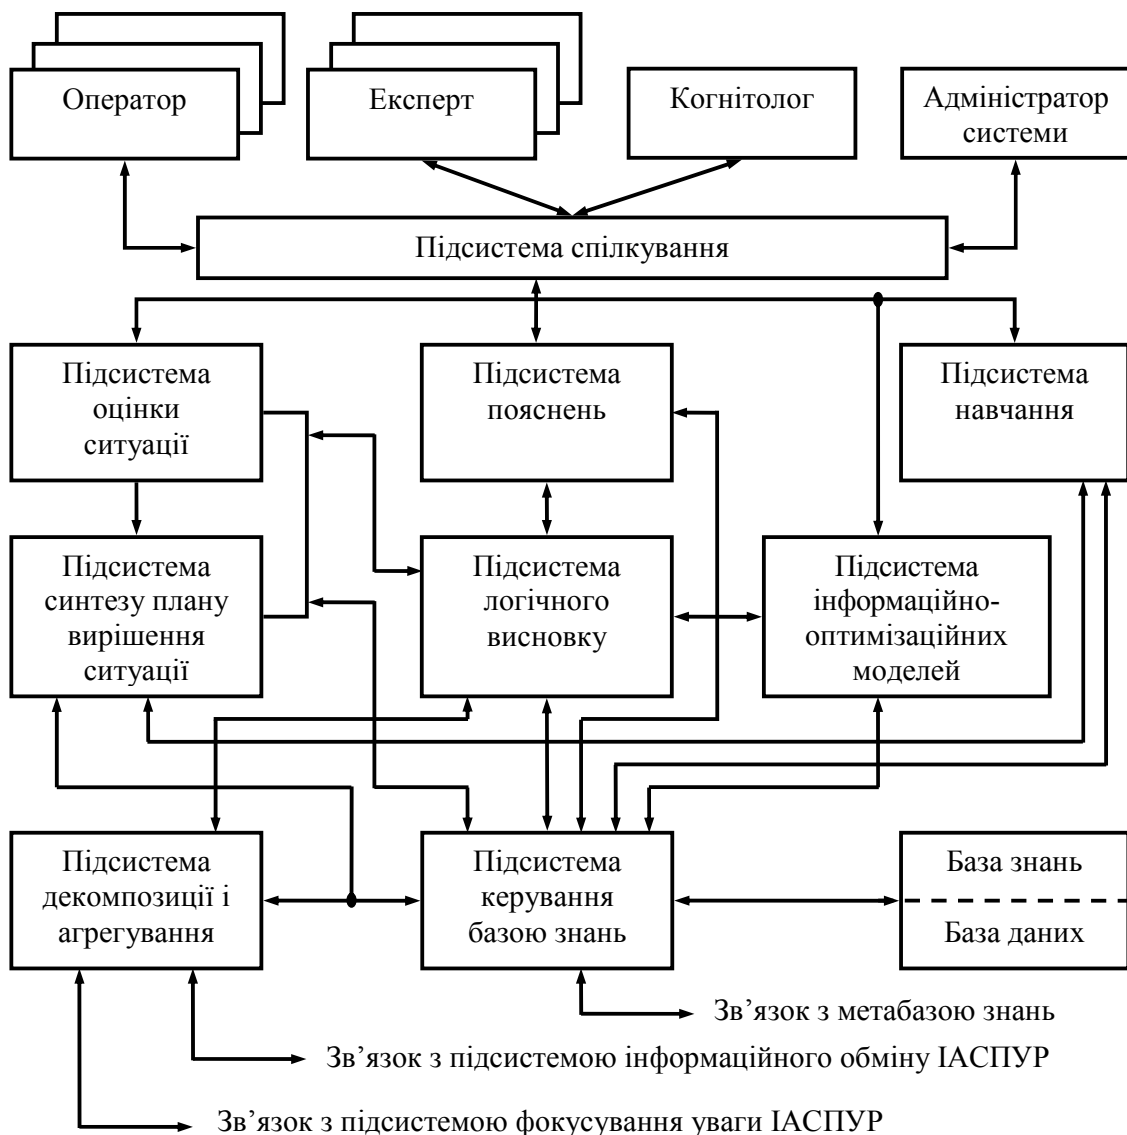 Оператор
Експерт
Когнітолог
Адміністратор
системи
Підсистема спілкування
Підсистема
оцінки
ситуації
Підсистема
пояснень
Підсистема
навчання
Підсистема
синтезу плану
вирішення
ситуації
Підсистема
логічного
висновку
Підсистема
інформаційно-
оптимізаційних
моделей
Підсистема
декомпозиції і
агрегування
Підсистема
керування
базою знань
База знань
База даних
Зв’язок з метабазою знань
Зв’язок з підсистемою інформаційного обміну ІАСПУР
Зв’язок з підсистемою фокусування уваги ІАСПУР